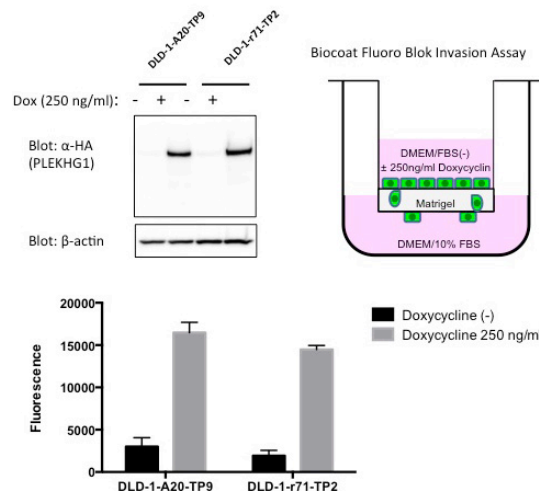 DLD-1-A20-TP9
DLD-1-r71-TP2
Dox (250 ng/ml): - + - +
Blot: α-HA
(PLEKHG1)
Blot: β-actin
Biocoat Fluoro Blok Invasion Assay
DMEM/FBS(-)
± 250ng/ml Doxycyclin
Matrigel
DMEM/10% FBS
20000
15000
10000
5000
0
Fluorescence
DLD-1-A20-TP9
DLD-1-r71-TP2
Doxycycline (-)
Doxycycline 250 ng/ml